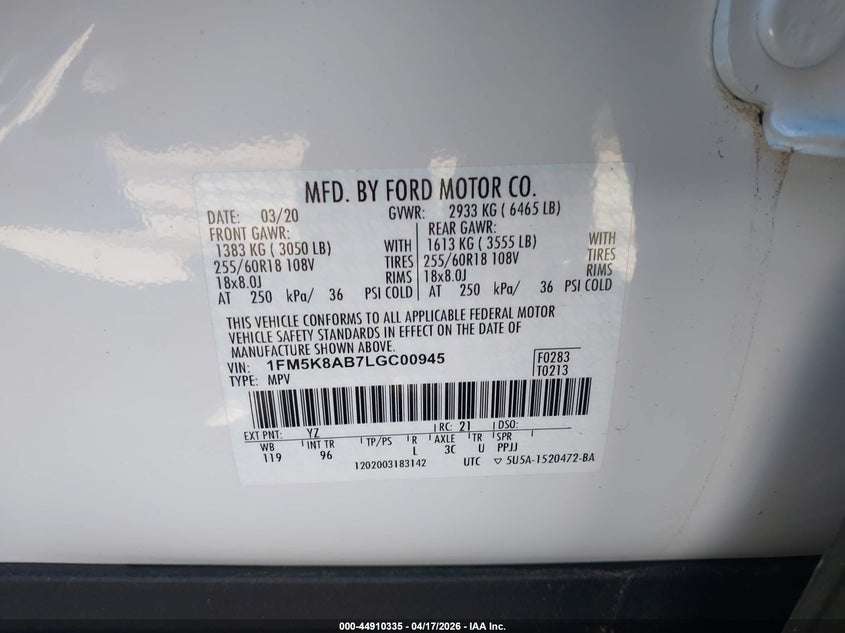 MFD. BY FORD MOTOR CO.
DATE: 03/20 GVWR: 2933 KG ( 6465 LB)
FRONT GAWR: REAR GAWR:
1383 KG ( 3050 LB) WITH 1613 KG ( 3555 LB) WITH
255/60R18 108V TIRES 255/60R18 108V TIRES
18x8.0J RIMS 18x8.0J RIMS
AT 250 kPa/ 36 PSI COLD AT 250 kPa/ 36 PSI COLD
THIS VEHICLE CONFORMS TO ALL APPLICABLE FEDERAL MOTOR
VEHICLE SAFETY STANDARDS IN EFFECT ON THE DATE OF
MANUFACTURE SHOWN ABOVE.
VIN: 1FM5K8AB7LGC00945 F0283
TYPE: MPV T0213
EXT PNT: YZ RC: 21 DSO:
WB INT TR TP/PS R AXLE TR SPR
119 96 L 3C U PPJJ
1202003183142 UTC ▽ 5U5A-1520472-BA
000-44910335 - 04/17/2026 - IAA Inc.